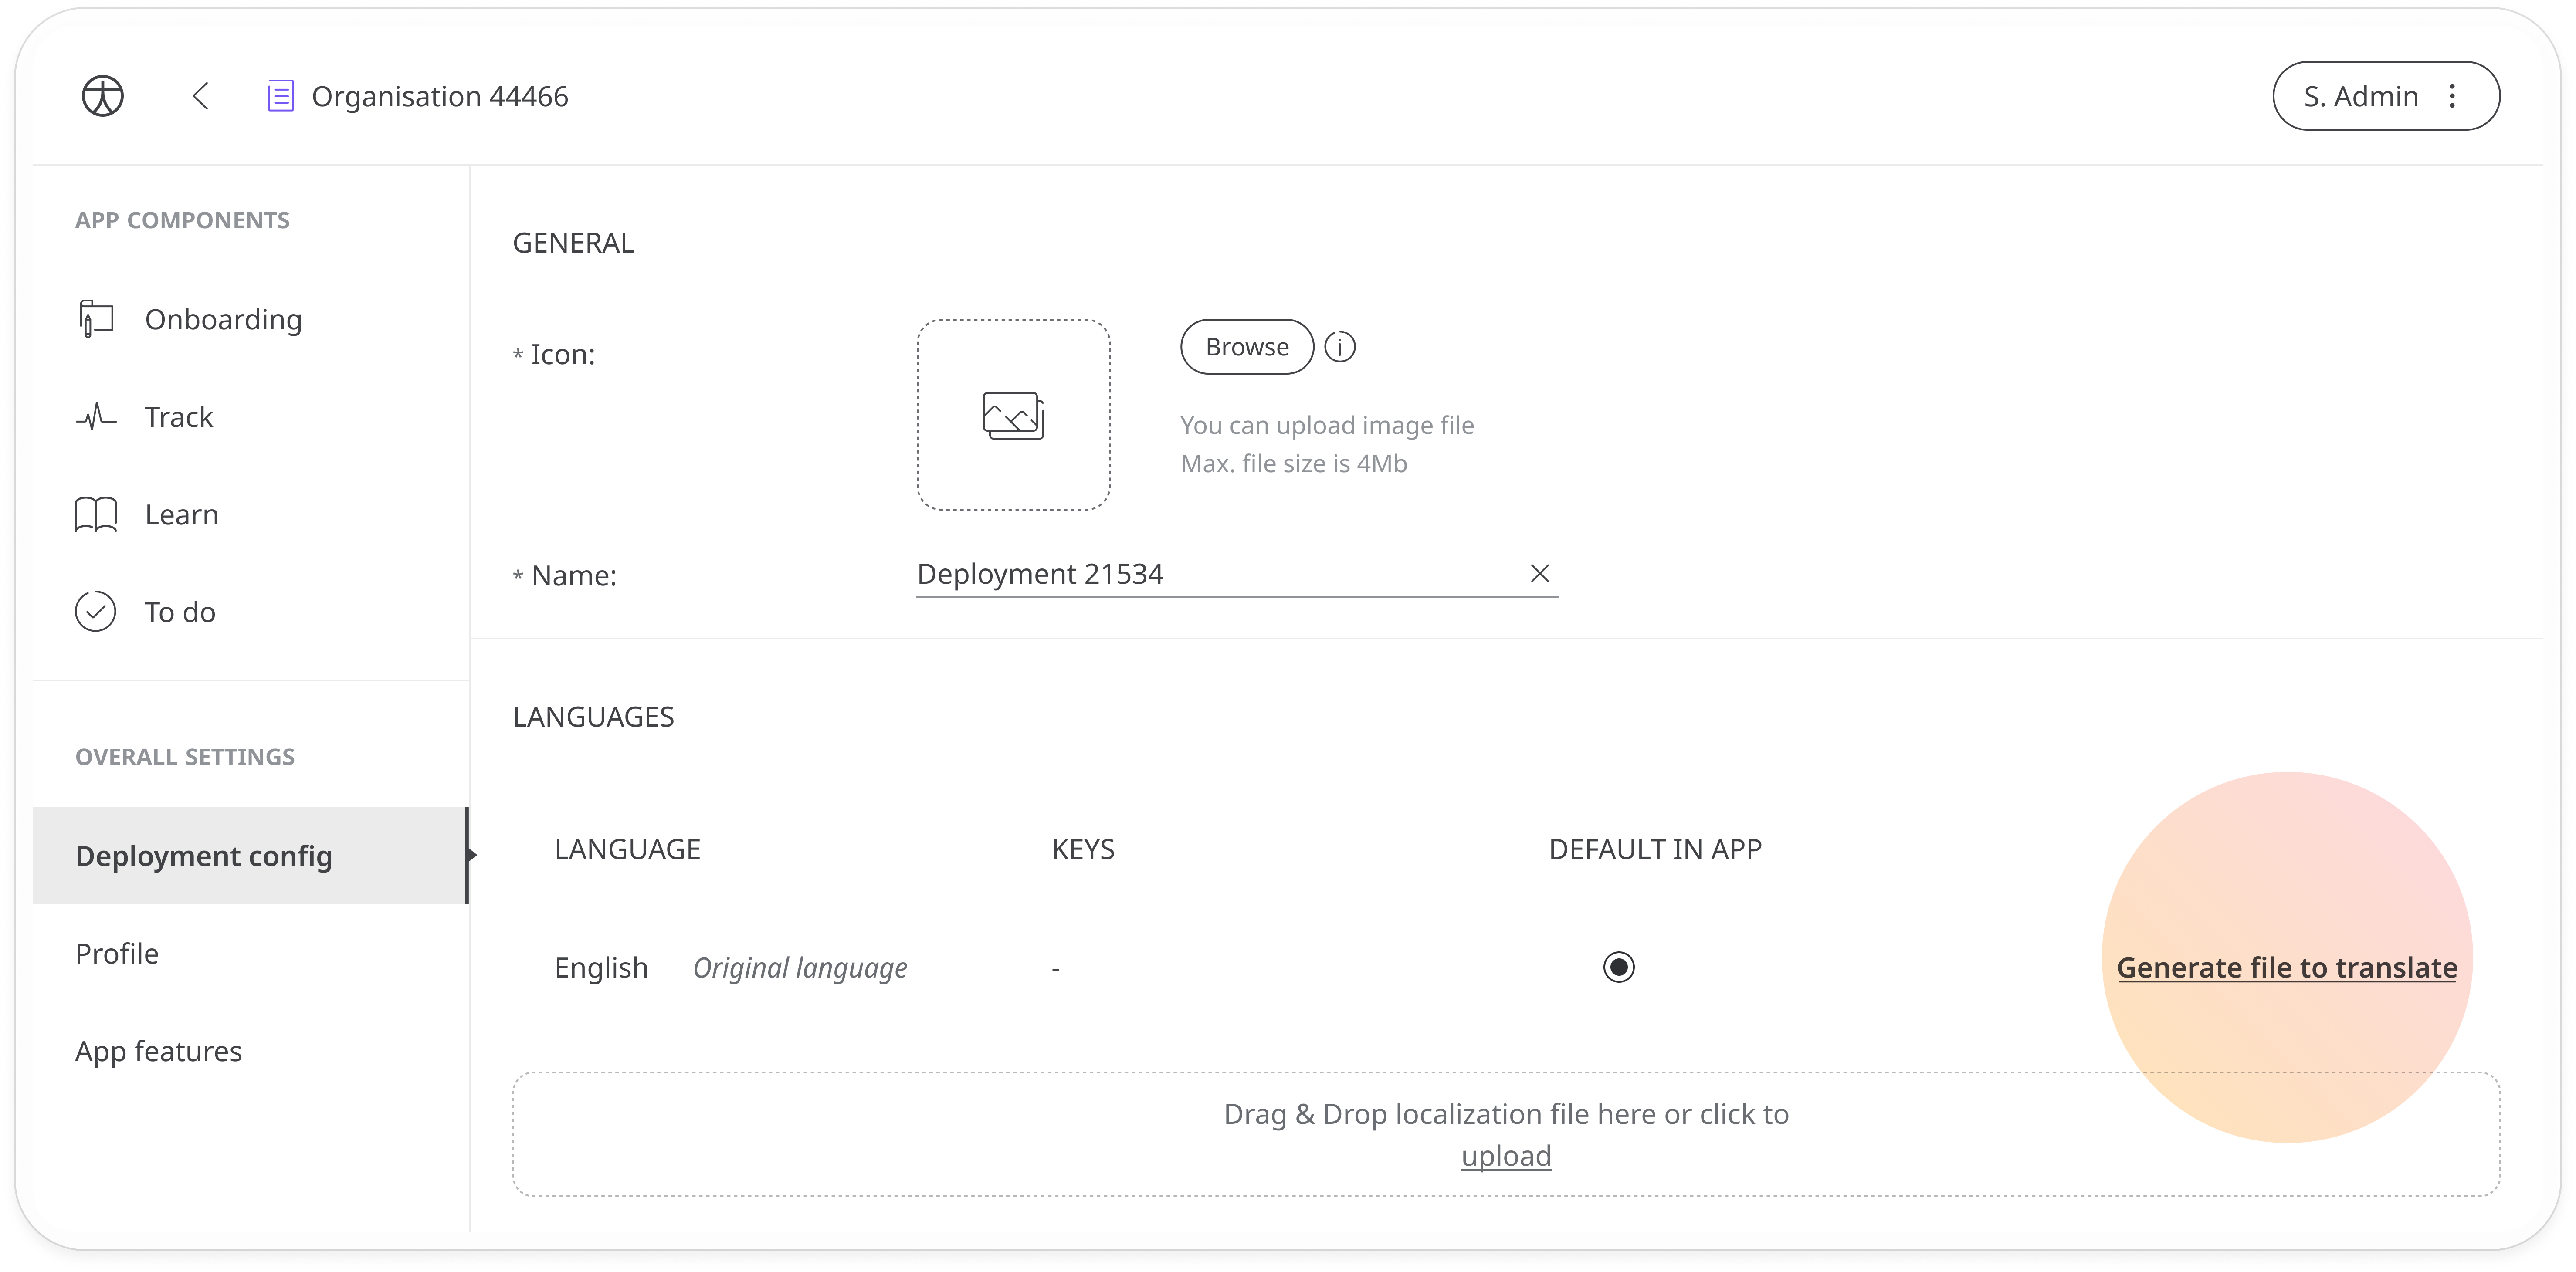 Organisation 44466
S. Admin
APP COMPONENTS
Onboarding
Track
Learn
To do
OVERALL SETTINGS
Deployment config
Profile
App features
GENERAL
* Icon:
Browse
You can upload image file
Max. file size is 4Mb
* Name:
Deployment 21534
LANGUAGES
LANGUAGE KEYS DEFAULT IN APP
English Original language - Generate file to translate
Drag & Drop localization file here or click to
upload